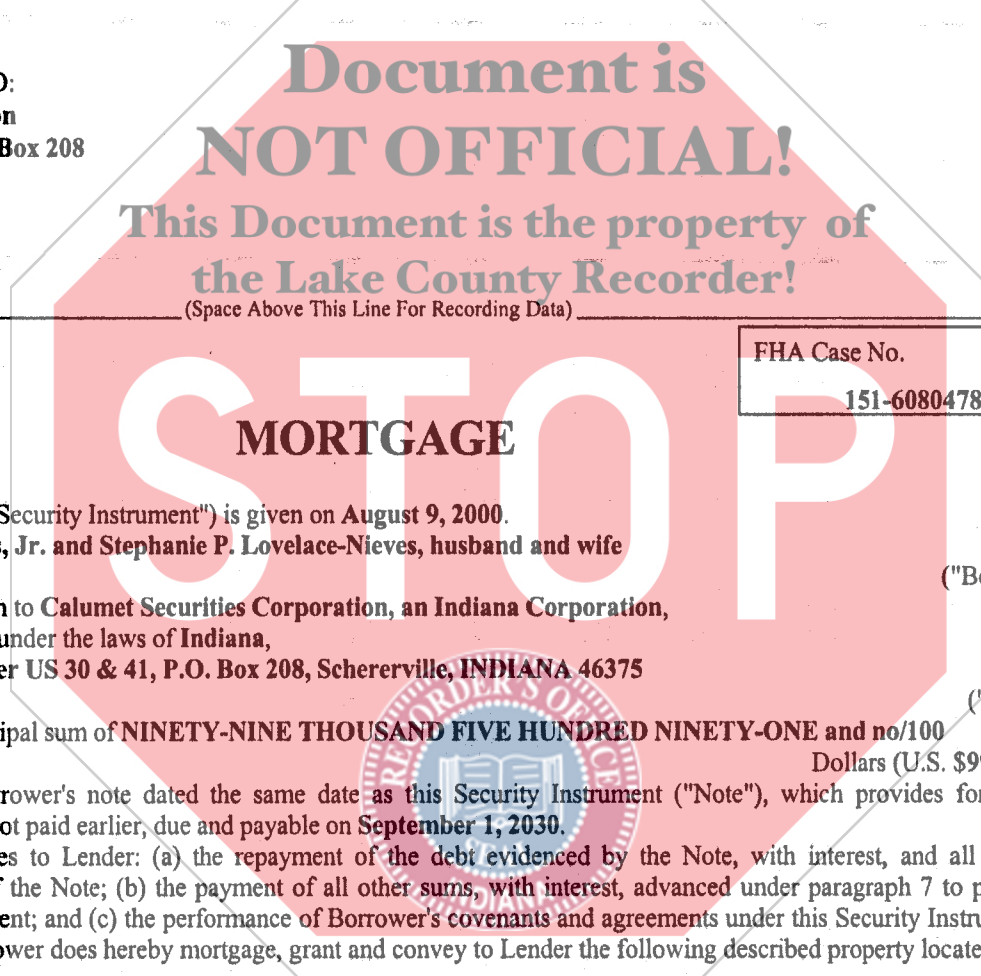 Document is
NOT OFFICIAL!
This Document is the property of
the Lake County Recorder!
D:
on
Box 208
(Space Above This Line For Recording Data)
FHA Case No.
151-6080478
STOP
MORTGAGE
Security Instrument") is given on August 9, 2000.
s, Jr. and Stephanie P. Lovelace-Nieves, husband and wife
("Bo
n to Calumet Securities Corporation, an Indiana Corporation,
under the laws of Indiana,
er US 30 & 41, P.O. Box 208, Schererville, INDIANA 46375
("
ipal sum of NINETY-NINE THOUSAND FIVE HUNDRED NINETY-ONE and no/100
Dollars (U.S. $99
rower's note dated the same date as this Security Instrument ("Note"), which provides for
ot paid earlier, due and payable on September 1, 2030.
es to Lender: (a) the repayment of the debt evidenced by the Note, with interest, and all
f the Note; (b) the payment of all other sums, with interest, advanced under paragraph 7 to p
ent; and (c) the performance of Borrower's covenants and agreements under this Security Instru
ower does hereby mortgage, grant and convey to Lender the following described property locate
RECORDER'S OFFICE
SEAL
INDIANA